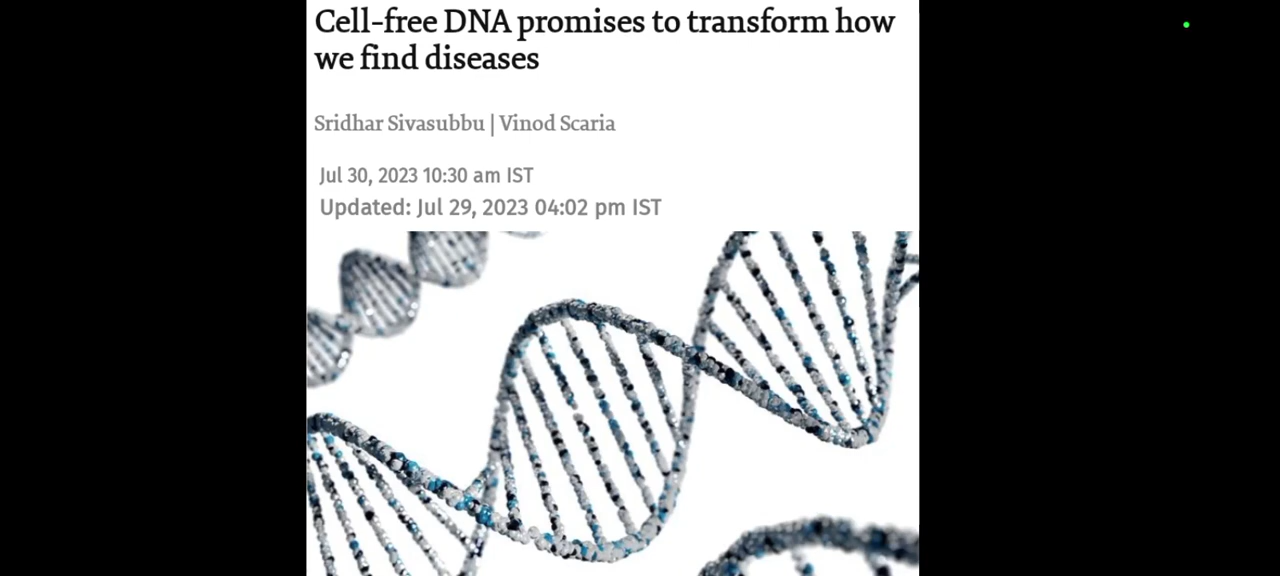 Cell-free DNA promises to transform how
we find diseases
Sridhar Sivasubbu | Vinod Scaria
Jul 30, 2023 10:30 am IST
Updated: Jul 29, 2023 04:02 pm IST